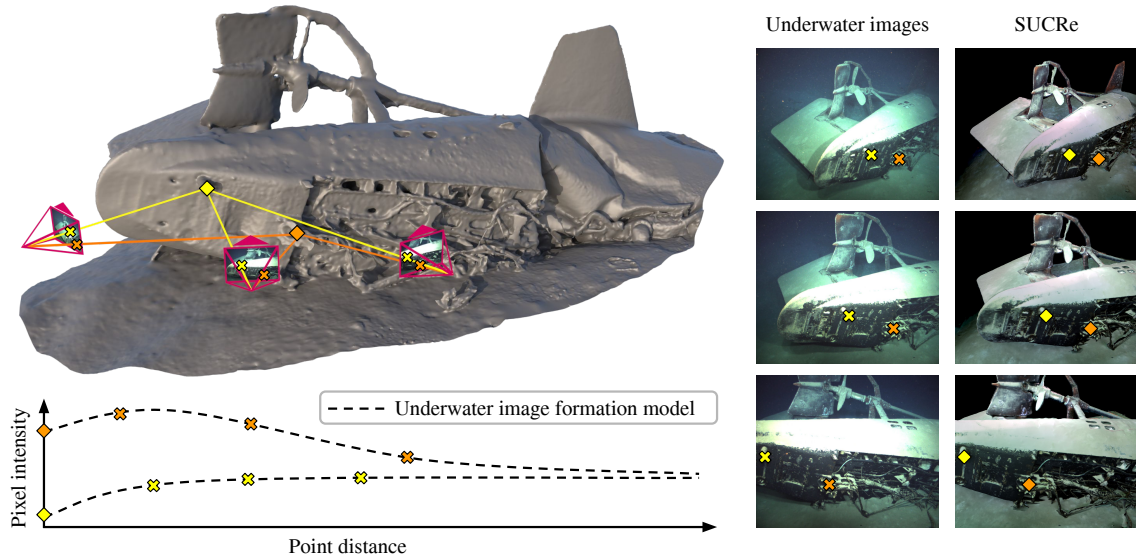 Underwater images
SUCRe
Underwater image formation model
Pixel intensity
Point distance